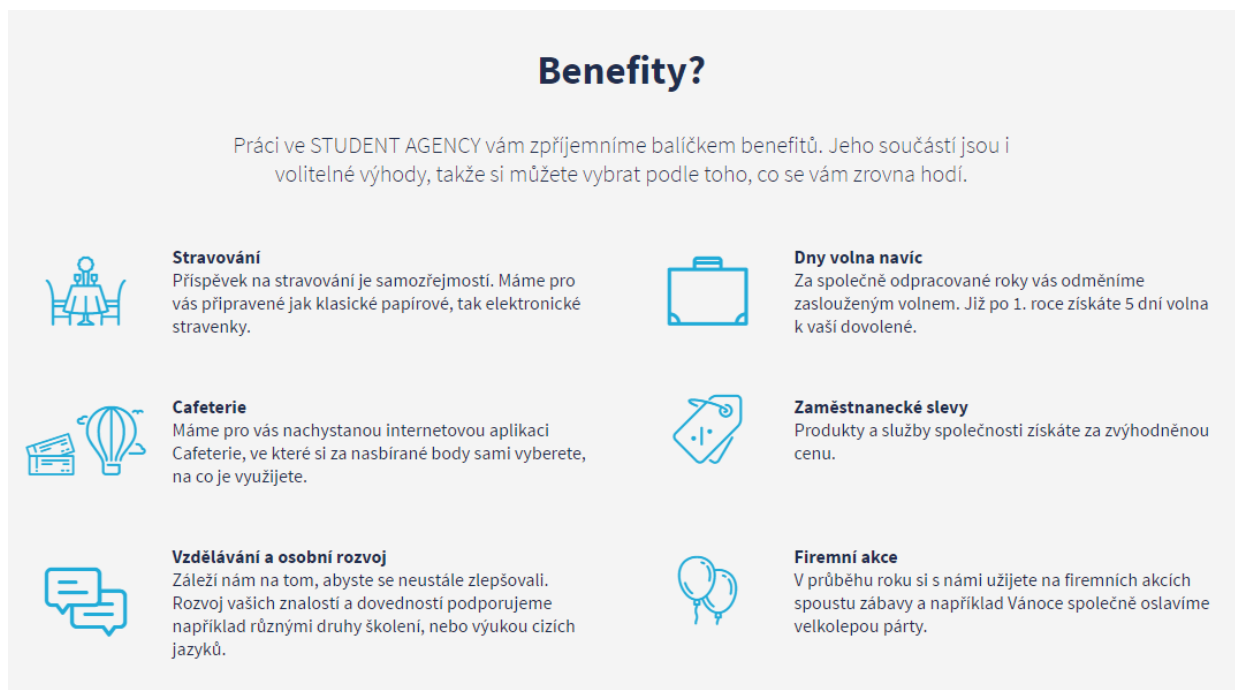 Benefity?
Práci ve STUDENT AGENCY vám zpříjemníme balíčkem benefitů. Jeho součástí jsou i
volitelné výhody, takže si můžete vybrat podle toho, co se vám zrovna hodí.
Stravování
Příspěvek na stravování je samozřejmostí. Máme pro
vás připravené jak klasické papírové, tak elektronické
stravenky.
Dny volna navíc
Za společně odpracované roky vás odměníme
zaslouženým volnem. Již po 1. roce získáte 5 dní volna
k vaší dovolené.
Cafeterie
Máme pro vás nachystanou internetovou aplikaci
Cafeterie, ve které si za nasbírané body sami vyberete,
na co je využijete.
Zaměstnanecké slevy
Produkty a služby společnosti získáte za zvýhodněnou
cenu.
Vzdělávání a osobní rozvoj
Záleží nám na tom, abyste se neustále zlepšovali.
Rozvoj vašich znalostí a dovedností podporujeme
například různými druhy školení, nebo výukou cizích
jazyků.
Firemní akce
V průběhu roku si s námi užijete na firemních akcích
spoustu zábavy a například Vánoce společně oslavíme
velkolepou párty.